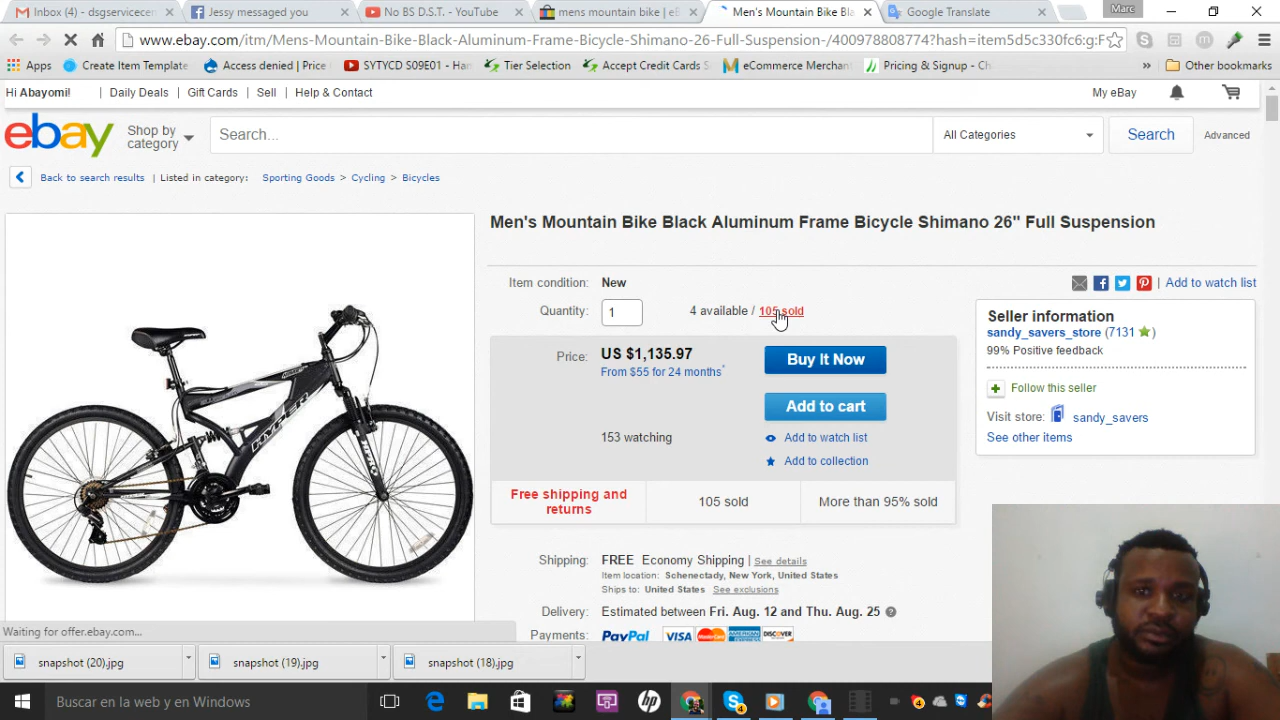 Inbox (4) - dsgservicecen
Jessy messaged you
No BS D.S.T. - YouTube
mens mountain bike | eB
Men's Mountain Bike Bla
Google Translate
Marc
www.ebay.com/itm/Mens-Mountain-Bike-Black-Aluminum-Frame-Bicycle-Shimano-26-Full-Suspension-/400978808774?hash=item5d5c330fc6:g:F
Apps
Create Item Template
Access denied | Price
SYTYCD S09E01 - Han
Tier Selection
Accept Credit Cards
eCommerce Merchan
Pricing & Signup - Ch
»
Other bookmarks
Hi Abayomi!
| Daily Deals | Gift Cards | Sell | Help & Contact
My eBay
ebay
Shop by category
Search...
All Categories
Search
Advanced
Back to search results | Listed in category: Sporting Goods > Cycling > Bicycles
Men's Mountain Bike Black Aluminum Frame Bicycle Shimano 26" Full Suspension
Item condition: New
Quantity: 1 4 available / 105 sold
Price: US $1,135.97
From $55 for 24 months*
Buy It Now
Add to cart
153 watching
Add to watch list
Add to collection
Free shipping and returns
105 sold
More than 95% sold
| Add to watch list
Seller information
sandy_savers_store (7131 )
99% Positive feedback
Follow this seller
Visit store: sandy_savers
See other items
HYPER
Shipping: FREE Economy Shipping | See details
Item location: Schenectady, New York, United States
Ships to: United States See exclusions
Delivery: Estimated between Fri. Aug. 12 and Thu. Aug. 25
Payments: PayPal VISA MasterCard AMERICAN EXPRESS DISCOVER
Waiting for offer.ebay.com...
snapshot (20).jpg
snapshot (19).jpg
snapshot (18).jpg
Buscar en la web y en Windows